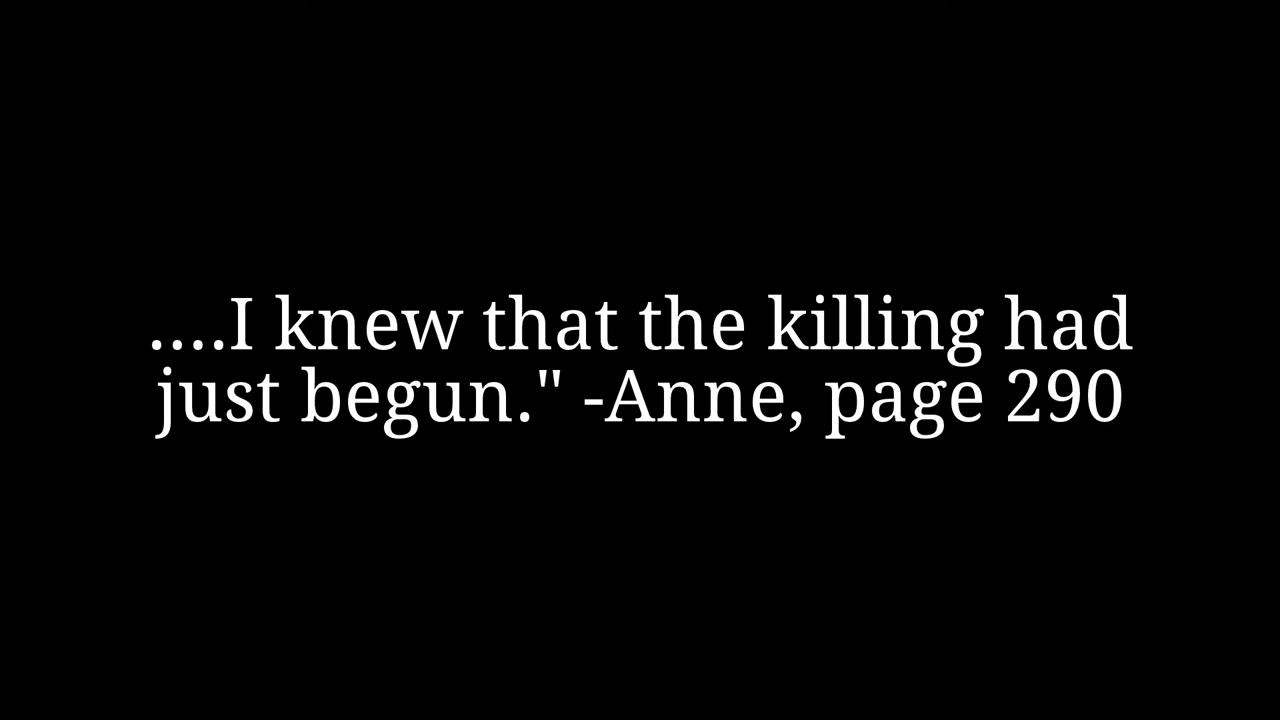 ....I knew that the killing had
just begun." -Anne, page 290